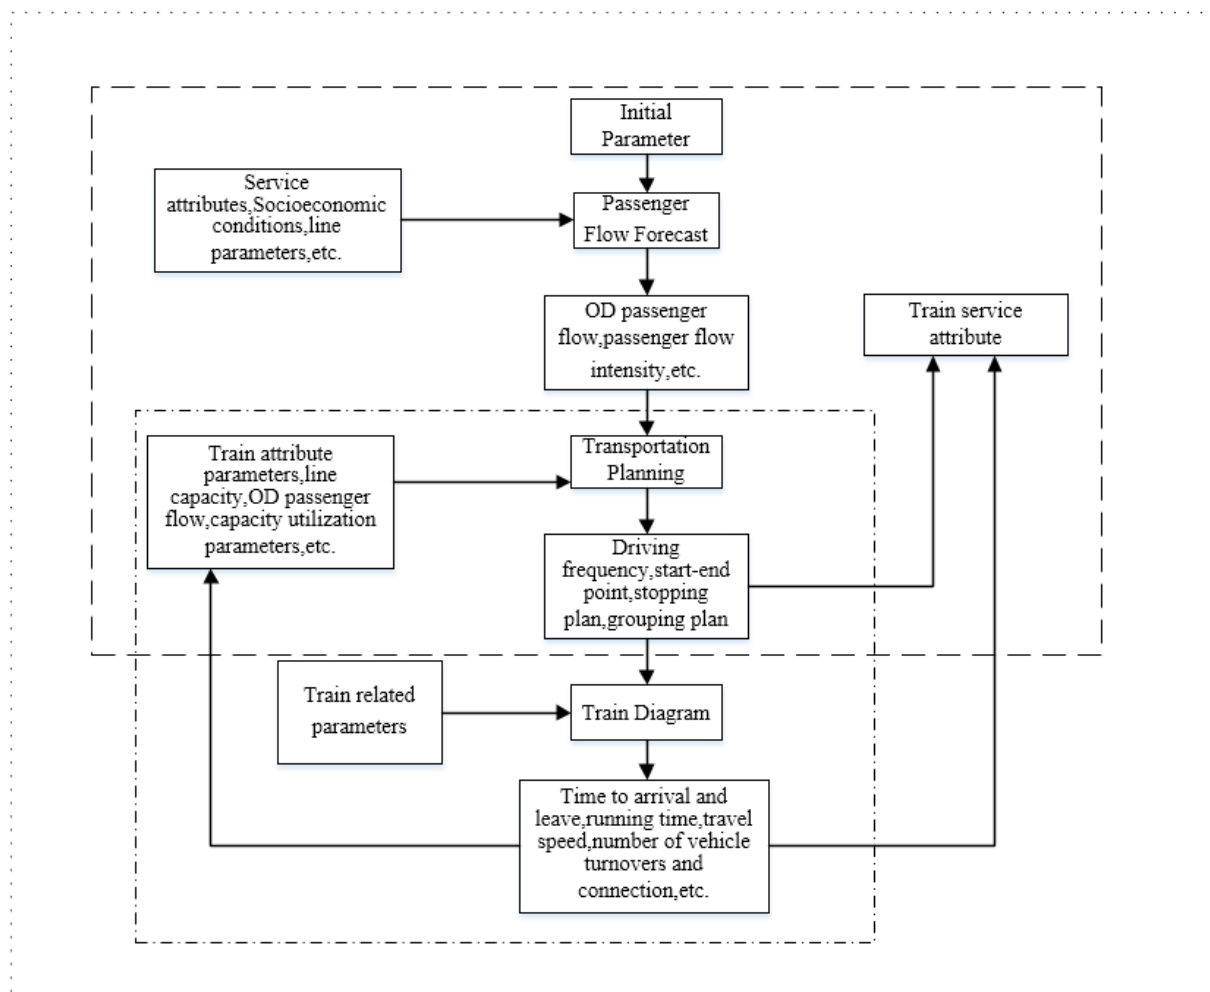 Initial
Parameter
Service
attributes,Socioeconomic
conditions,line
parameters,etc.
Passenger
Flow Forecast
OD passenger
flow,passenger flow
intensity,etc.
Train service
attribute
Train attribute
parameters,line
capacity,OD passenger
flow,capacity utilization
parameters,etc.
Transportation
Planning
Driving
frequency,start-end
point,stopping
plan,grouping plan
Train related
parameters
Train Diagram
Time to arrival and
leave,running time,travel
speed,number of vehicle
turnovers and
connection,etc.